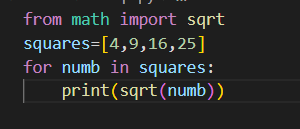 from math import sqrt
squares=[4,9,16,25]
for numb in squares:
    print(sqrt(numb))